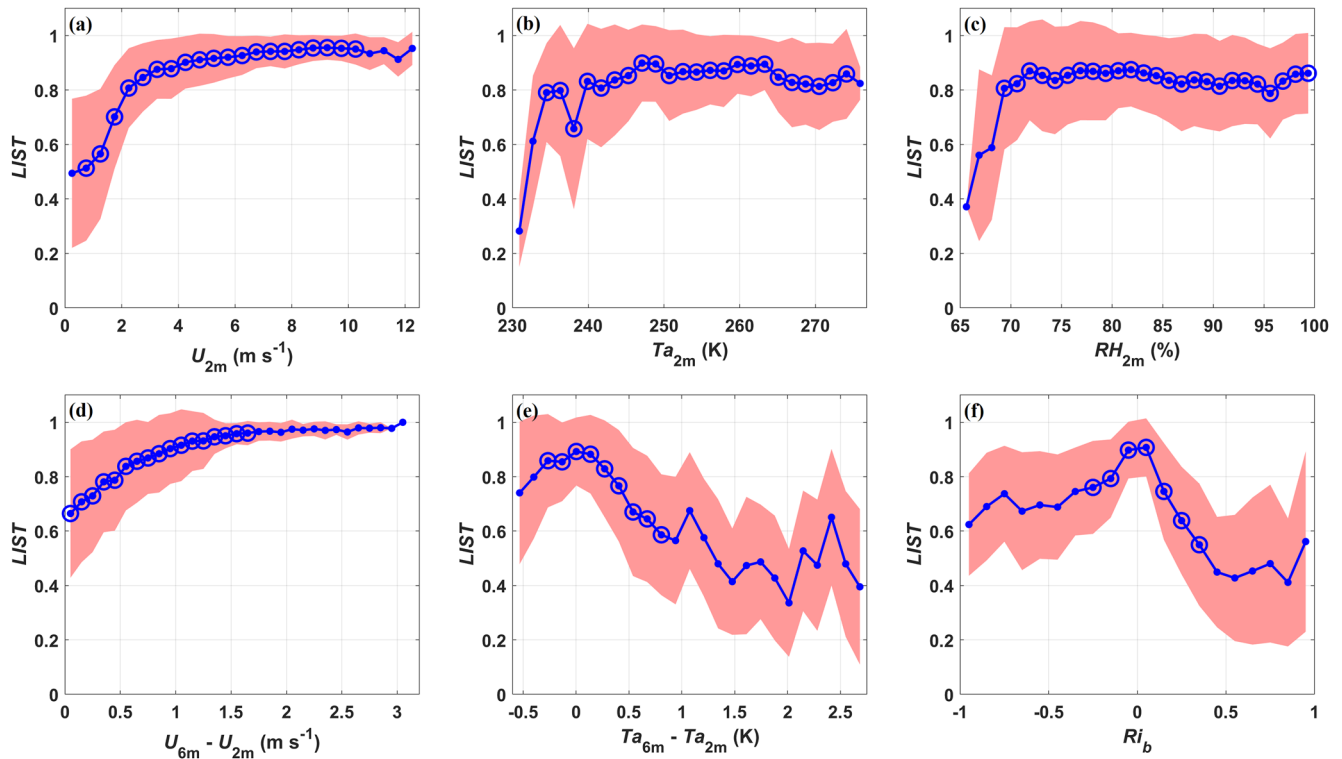 (a)
LIST
1
0.8
0.6
0.4
0.2
0
0 2 4 6 8 10 12
U2m (m s-1)
(b)
LIST
1
0.8
0.6
0.4
0.2
0
230 240 250 260 270
Ta2m (K)
(c)
LIST
1
0.8
0.6
0.4
0.2
0
65 70 75 80 85 90 95 100
RH2m (%)
(d)
LIST
1
0.8
0.6
0.4
0.2
0
0 0.5 1 1.5 2 2.5 3
U6m - U2m (m s-1)
(e)
LIST
1
0.8
0.6
0.4
0.2
0
-0.5 0 0.5 1 1.5 2 2.5
Ta6m - Ta2m (K)
(f)
LIST
1
0.8
0.6
0.4
0.2
0
-1 -0.5 0 0.5 1
Rib